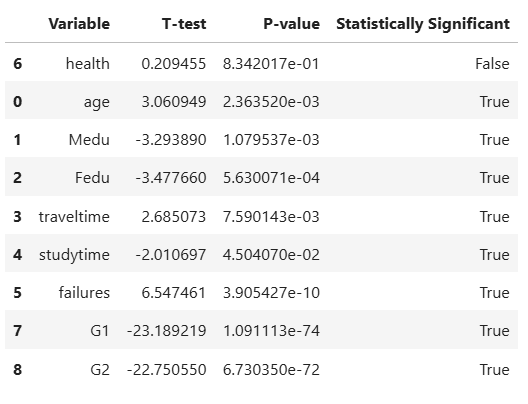 Variable T-test P-value Statistically Significant
6 health 0.209455 8.342017e-01 False
0 age 3.060949 2.363520e-03 True
1 Medu -3.293890 1.079537e-03 True
2 Fedu -3.477660 5.630071e-04 True
3 traveltime 2.685073 7.590143e-03 True
4 studytime -2.010697 4.504070e-02 True
5 failures 6.547461 3.905427e-10 True
7 G1 -23.189219 1.091113e-74 True
8 G2 -22.750550 6.730350e-72 True